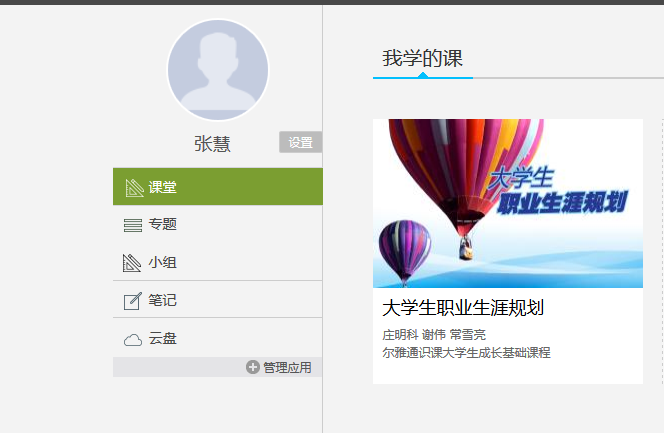 张慧
设置
课堂
专题
小组
笔记
云盘
管理应用
我学的课
大学生
职业生涯规划
大学生职业生涯规划
庄明科 谢伟 常雪亮
尔雅通识课大学生成长基础课程